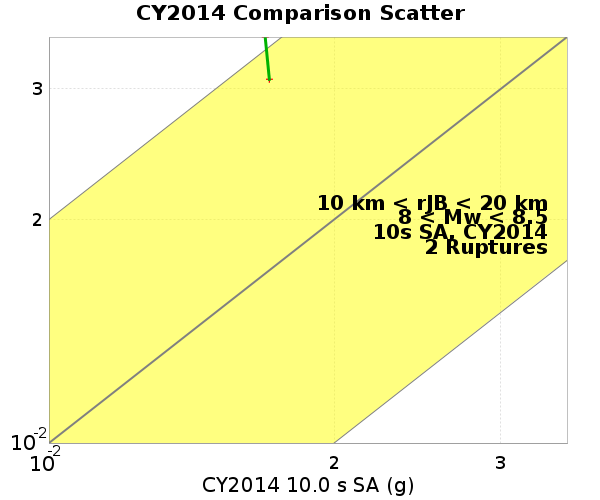 CY2014 Comparison Scatter
3
2
10 km < rJB < 20 km
8 < Mw < 8.5
10s SA, CY2014
2 Ruptures
10-2
10-2 2 3
CY2014 10.0 s SA (g)